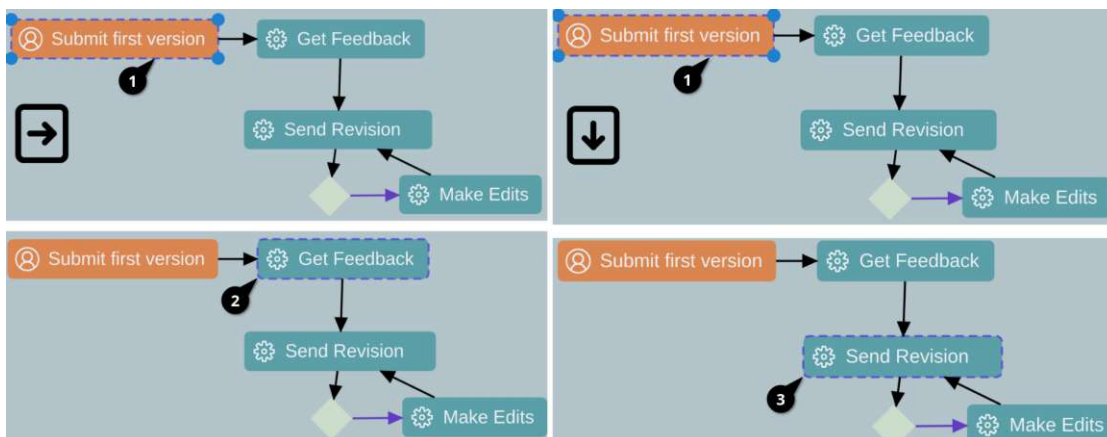 Submit first version
Get Feedback
1
Send Revision
Make Edits
Submit first version
Get Feedback
1
Send Revision
Make Edits
Submit first version
Get Feedback
2
Send Revision
Make Edits
Submit first version
Get Feedback
Send Revision
3
Make Edits